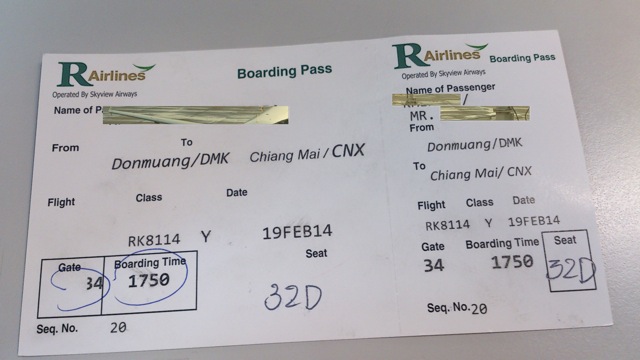 R Airlines
Boarding Pass
Operated By Skyview Airways
Name of P
From To
Donmuang/DMK Chiang Mai / CNX
Flight Class Date
RK8114 Y 19FEB14
Gate Boarding Time Seat
34 1750 32D
Seq. No. 20
R Airlines Boarding Pass
Operated By Skyview Airways
Name of Passenger
/
MR.
From
Donmuang/DMK
To
Chiang Mai/ CNX
Flight Class Date
RK8114 Y 19FEB14
Gate Boarding Time Seat
34 1750 32D
Seq. No. 20